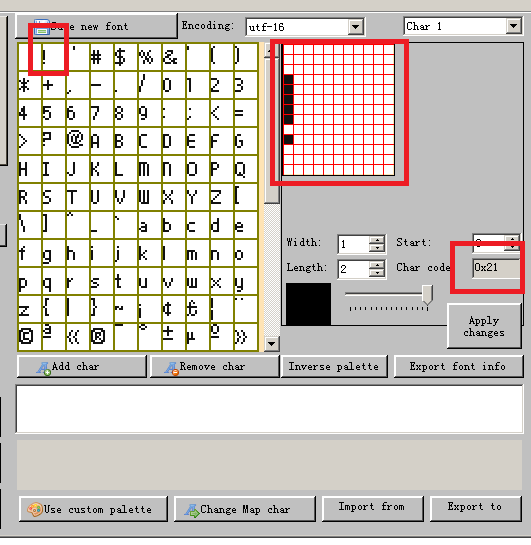 Save new font
Encoding:
utf-16
Char 1
! " # $ % & ' ( )
* + , - . / 0 1 2 3
4 5 6 7 8 9 : ; < =
> ? @ A B C D E F G
H I J K L M N O P Q
R S T U V W X Y Z [
\ ] ^ _ ` a b c d e
f g h i j k l m n o
p q r s t u v w x y
z { | } ~ ¡ ¢ £ ¦ ¨
© ª « ® ¯ ° ± µ º »
Width: 1
Start:
Length: 2
Char code
0x21
Apply
changes
Add char
Remove char
Inverse palette
Export font info
Use custom palette
Change Map char
Import from
Export to